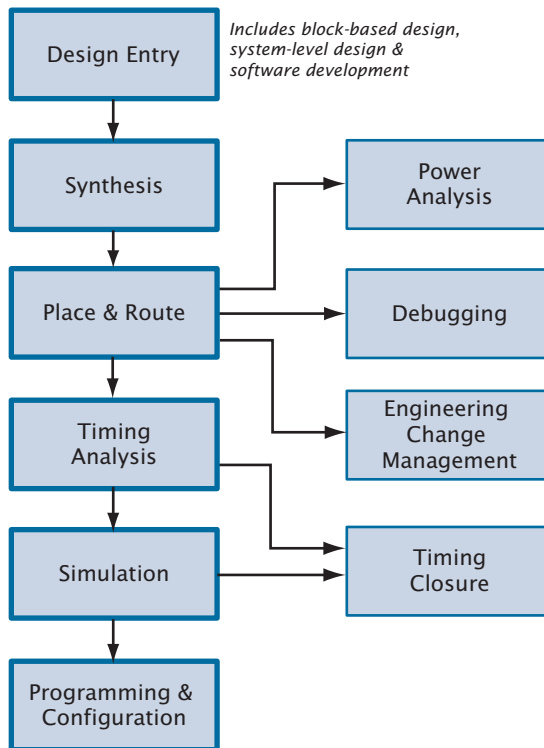 Design Entry
Includes block-based design,
system-level design &
software development
Synthesis
Power
Analysis
Place & Route
Debugging
Timing
Analysis
Engineering
Change
Management
Simulation
Timing
Closure
Programming &
Configuration